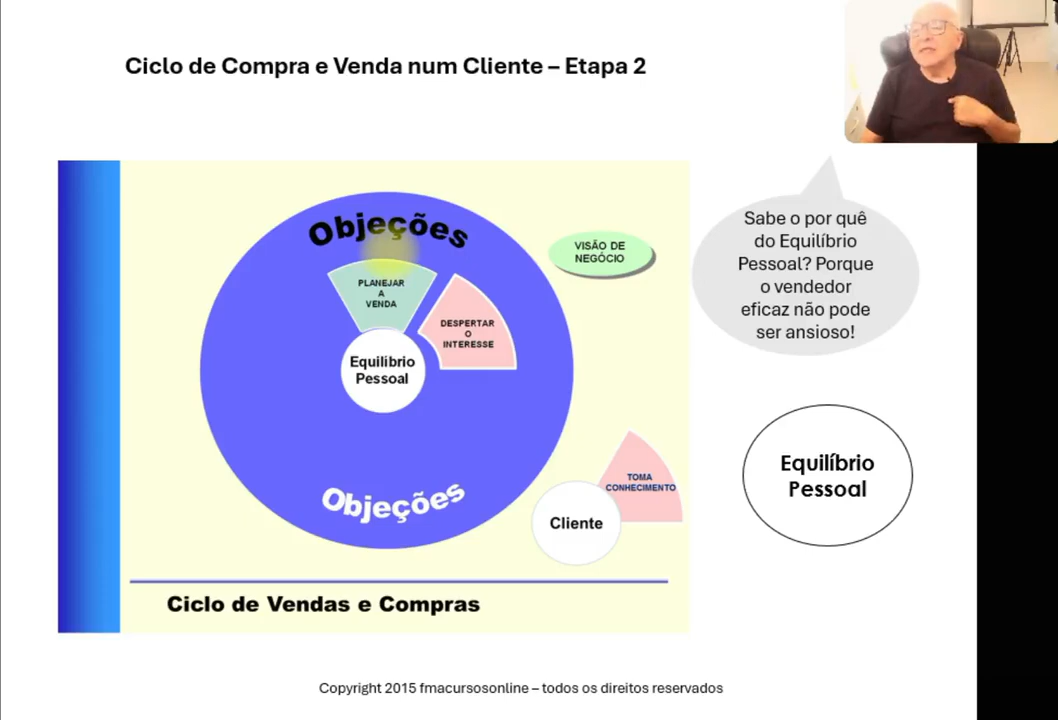 Ciclo de Compra e Venda num Cliente – Etapa 2
Objeções
PLANEJAR
A
VENDA
DESPERTAR
O
INTERESSE
Equilíbrio
Pessoal
VISÃO DE
NEGÓCIO
Objeções
TOMA
CONHECIMENTO
Cliente
Ciclo de Vendas e Compras
Sabe o por quê
do Equilíbrio
Pessoal? Porque
o vendedor
eficaz não pode
ser ansioso!
Equilíbrio
Pessoal
Copyright 2015 fmacursosonline – todos os direitos reservados